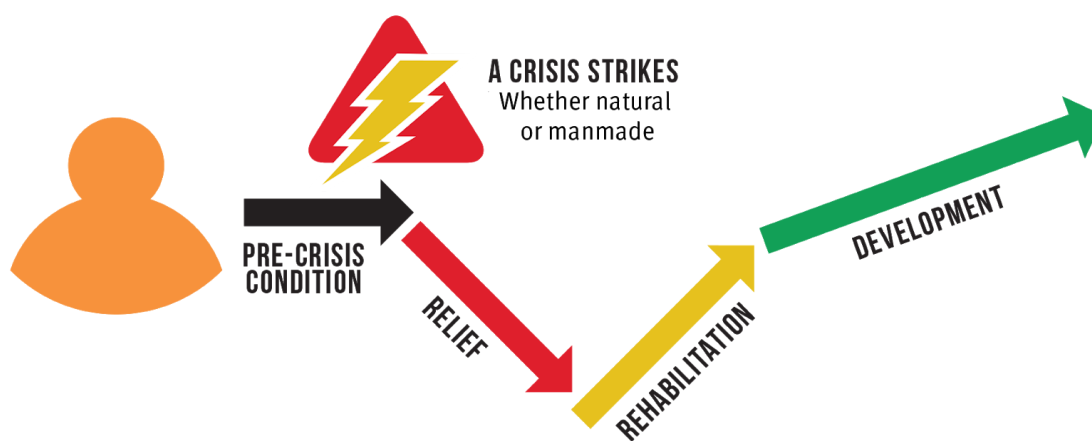 A CRISIS STRIKES
Whether natural
or manmade
PRE-CRISIS
CONDITION
RELIEF
REHABILITATION
DEVELOPMENT